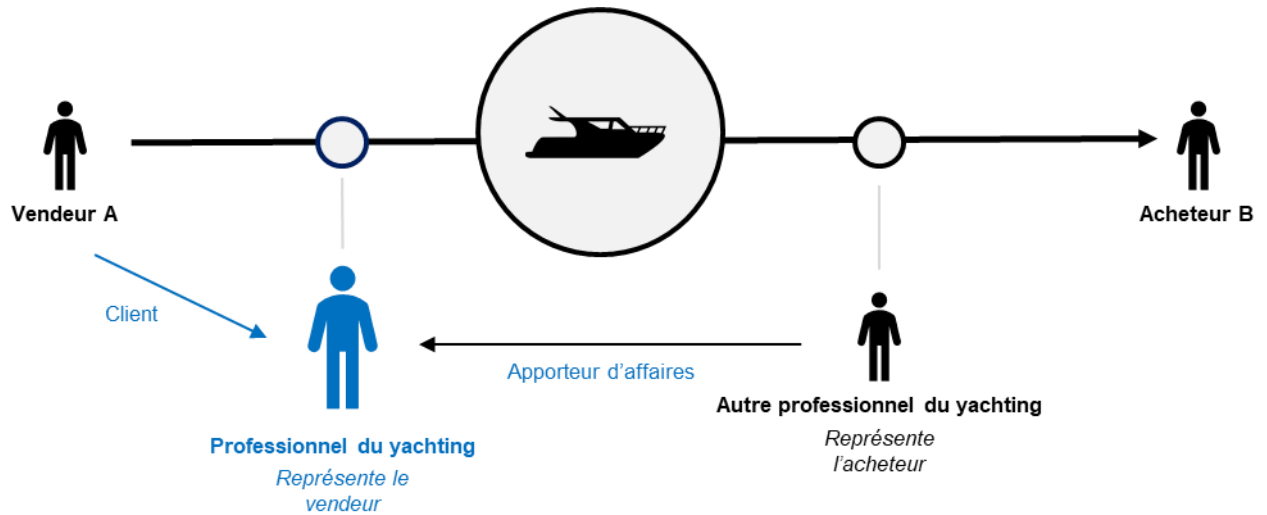 Vendeur A
Acheteur B
Client
Apporteur d'affaires
Autre professionnel du yachting
Représente
l'acheteur
Professionnel du yachting
Représente le
vendeur